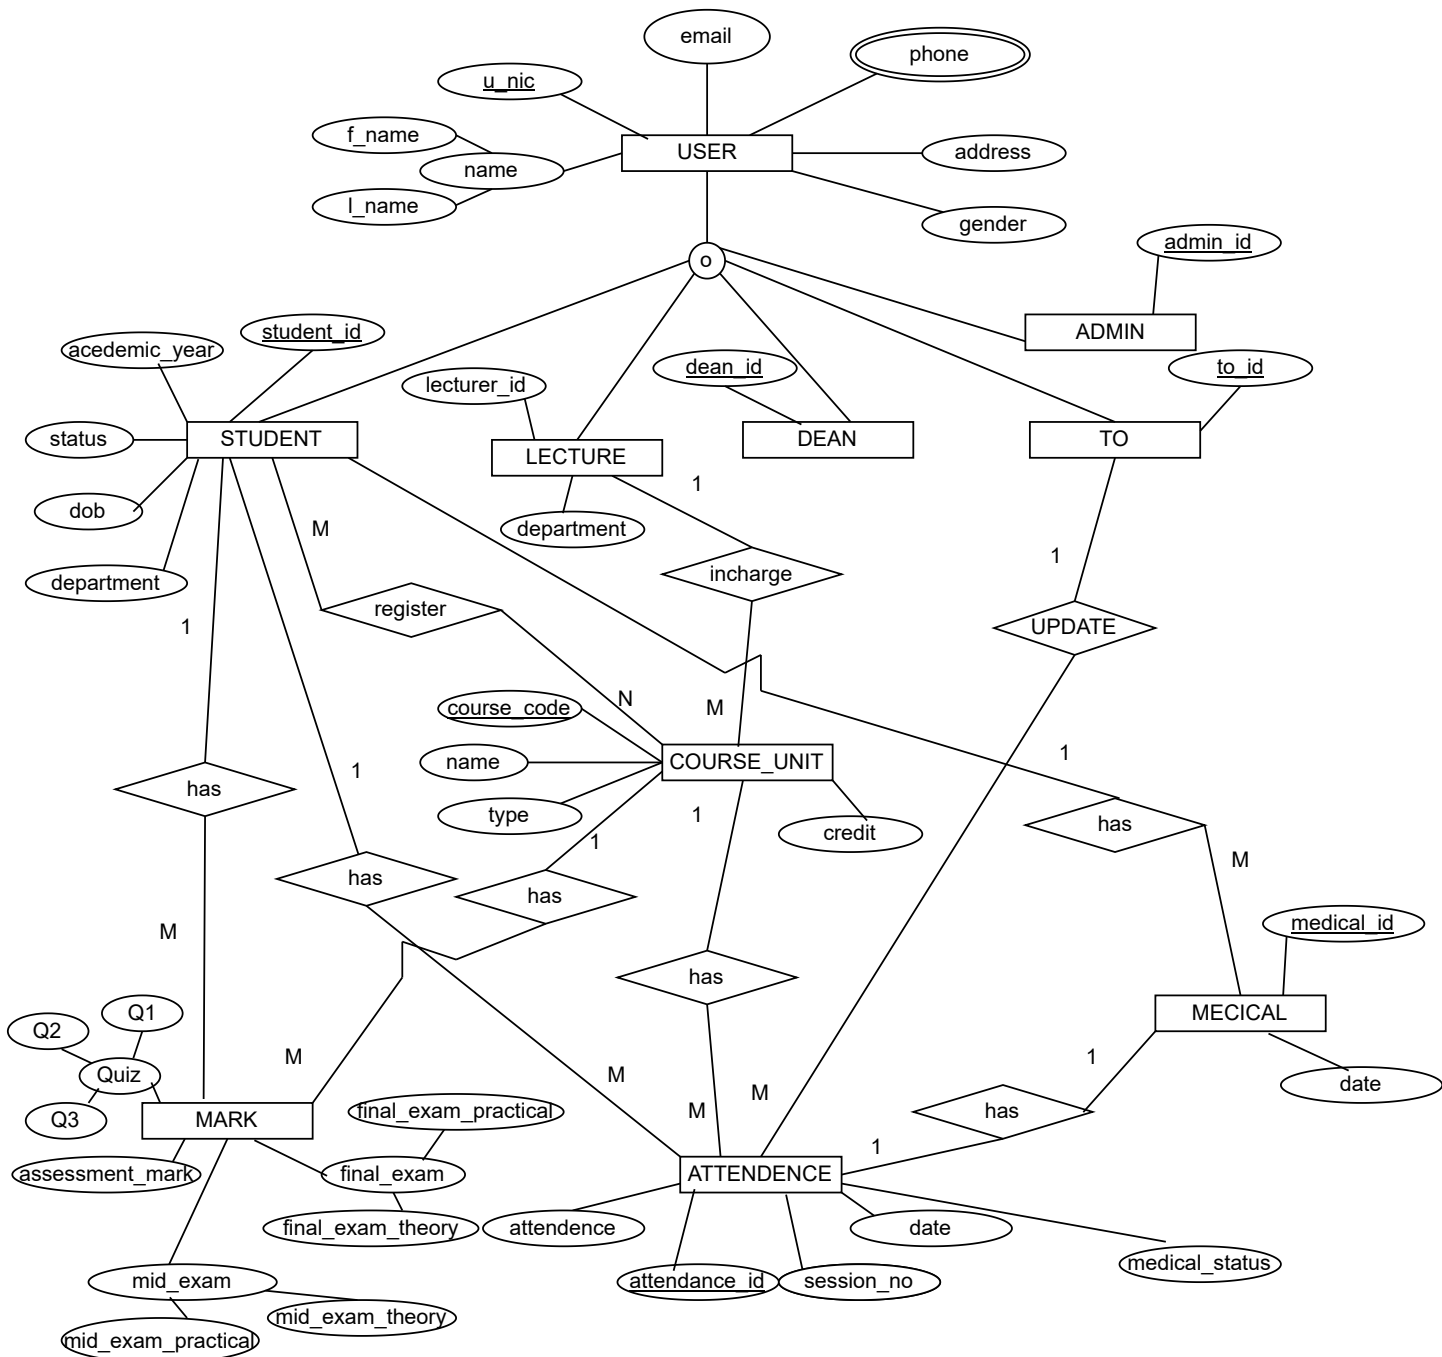 email
phone
u_nic
f_name
USER
address
name
l_name
gender
admin_id
o
student_id
ADMIN
acedemic_year
dean_id
to_id
lecturer_id
status
STUDENT
DEAN
TO
LECTURE
1
dob
M
department
1
department
incharge
register
1
UPDATE
N
M
course_code
1
name
COURSE_UNIT
1
has
type
1
1
credit
has
M
has
has
medical_id
M
has
MECICAL
Q1
Q2
M
1
Quiz
M
date
M
Q3
MARK
final_exam_practical
M
has
1
assessment_mark
final_exam
ATTENDENCE
final_exam_theory
attendence
date
medical_status
mid_exam
attendance_id
session_no
mid_exam_theory
mid_exam_practical